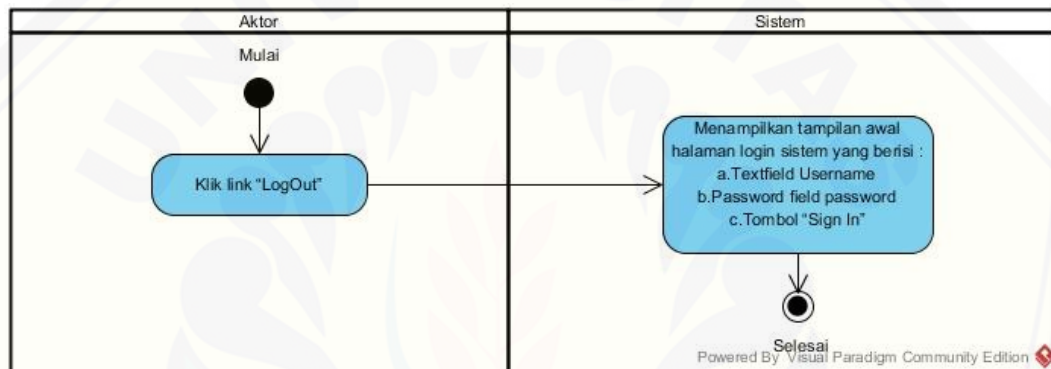 Aktor
Sistem
Mulai
Klik link “LogOut”
Menampilkan tampilan awal
halaman login sistem yang berisi :
a.Textfield Username
b.Password field password
c.Tombol “Sign In”
Selesai
Powered By Visual Paradigm Community Edition